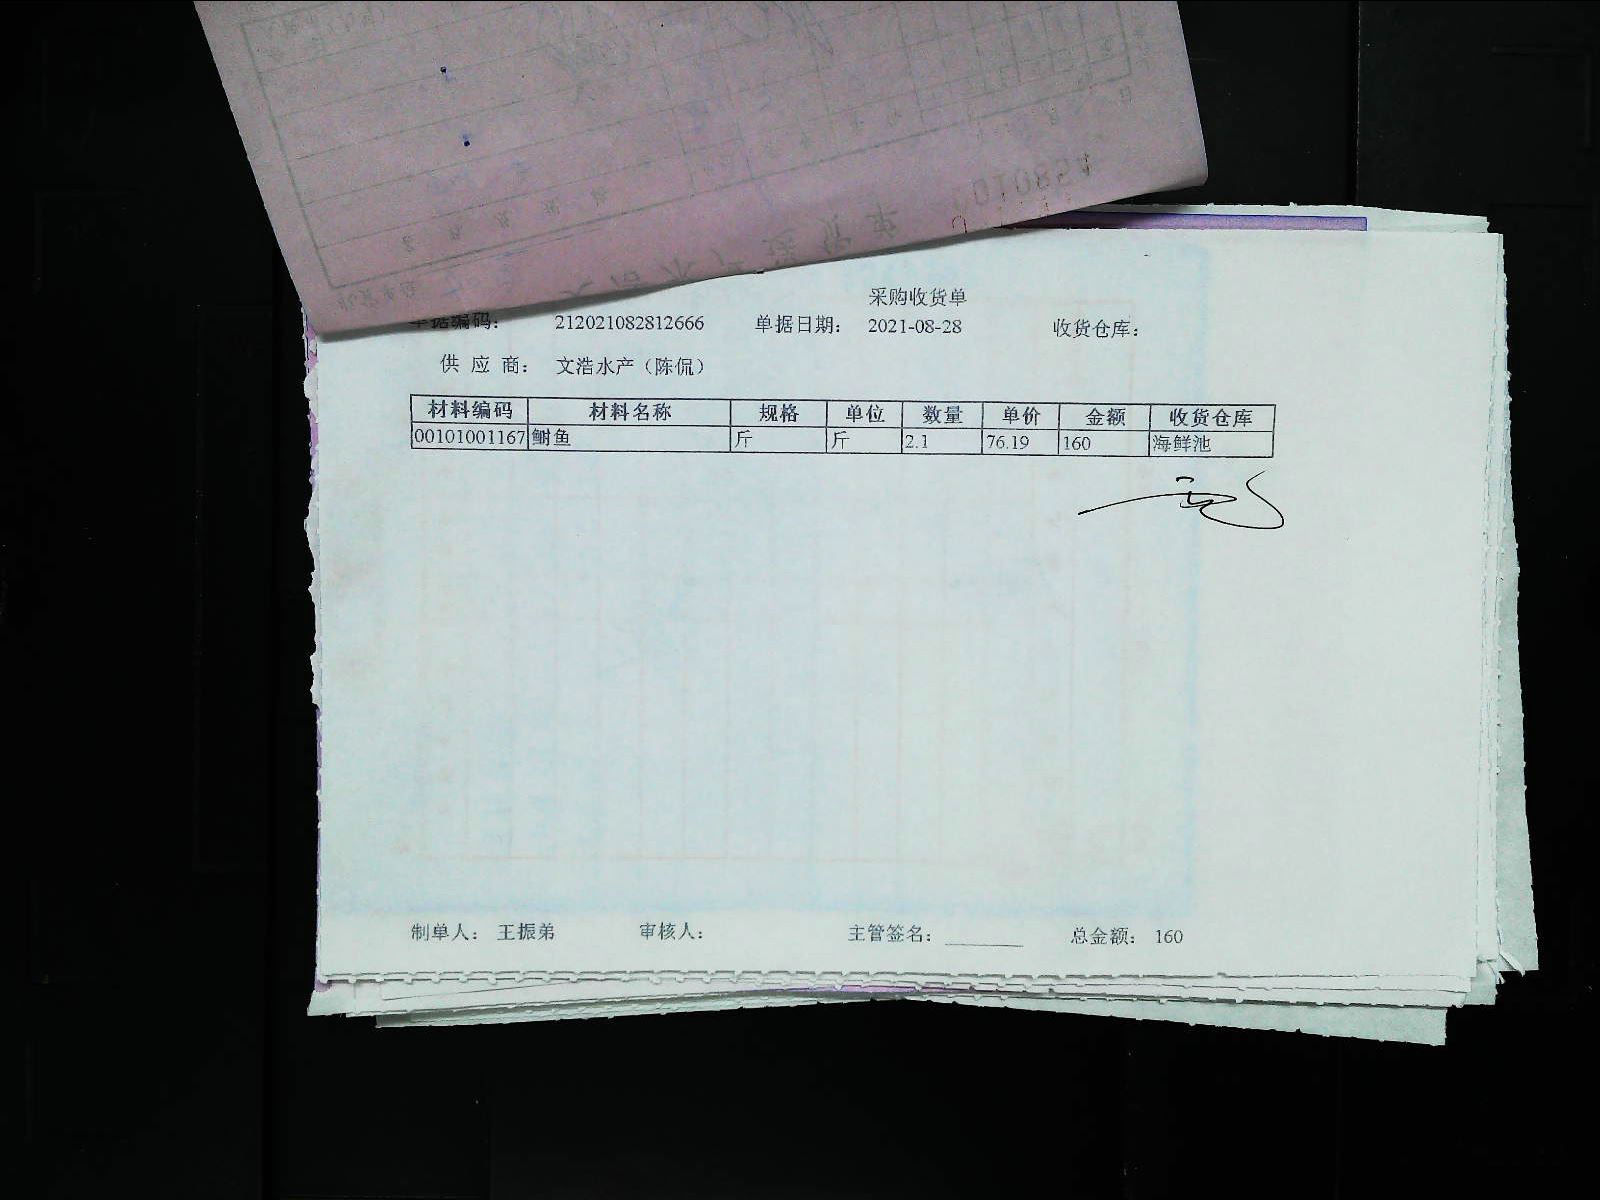 采购收货单
单据编码： 212021082812666 单据日期： 2021-08-28 收货仓库：
供 应 商： 文浩水产（陈侃）
材料编码 材料名称 规格 单位 数量 单价 金额 收货仓库
00101001167 鲥鱼 斤 斤 2.1 76.19 160 海鲜池
制单人： 王振弟 审核人： 主管签名： 总金额： 160